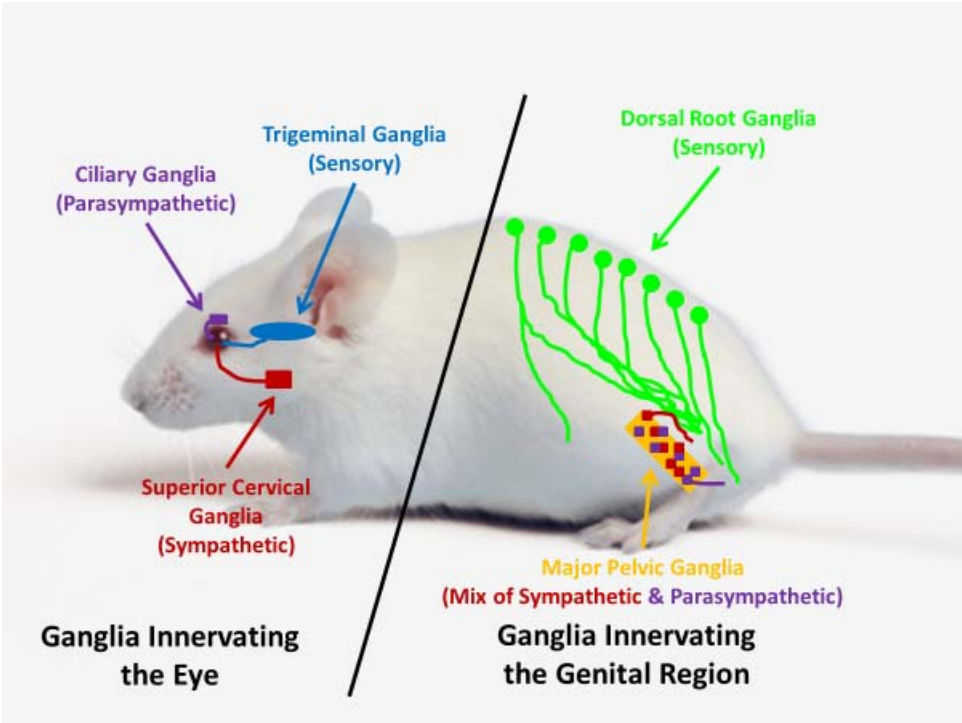 Trigeminal Ganglia
(Sensory)
Ciliary Ganglia
(Parasympathetic)
Dorsal Root Ganglia
(Sensory)
Superior Cervical
Ganglia
(Sympathetic)
Major Pelvic Ganglia
(Mix of Sympathetic & Parasympathetic)
Ganglia Innervating
the Eye
Ganglia Innervating
the Genital Region